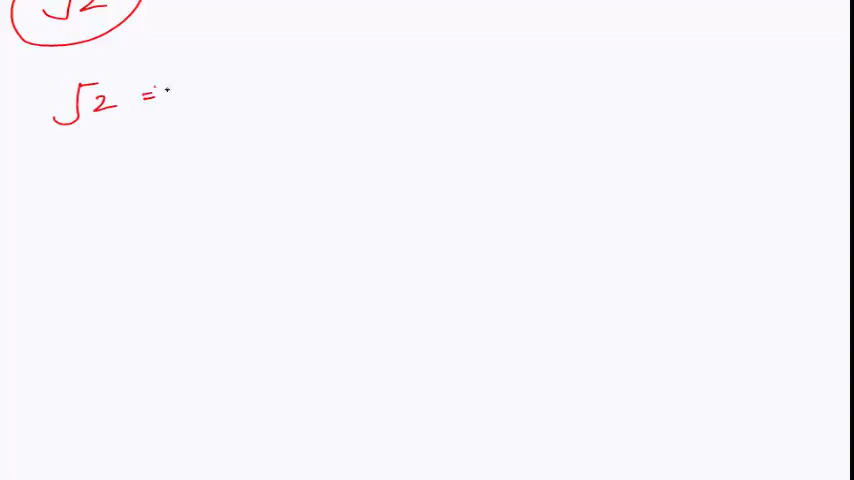 √2
√2 =